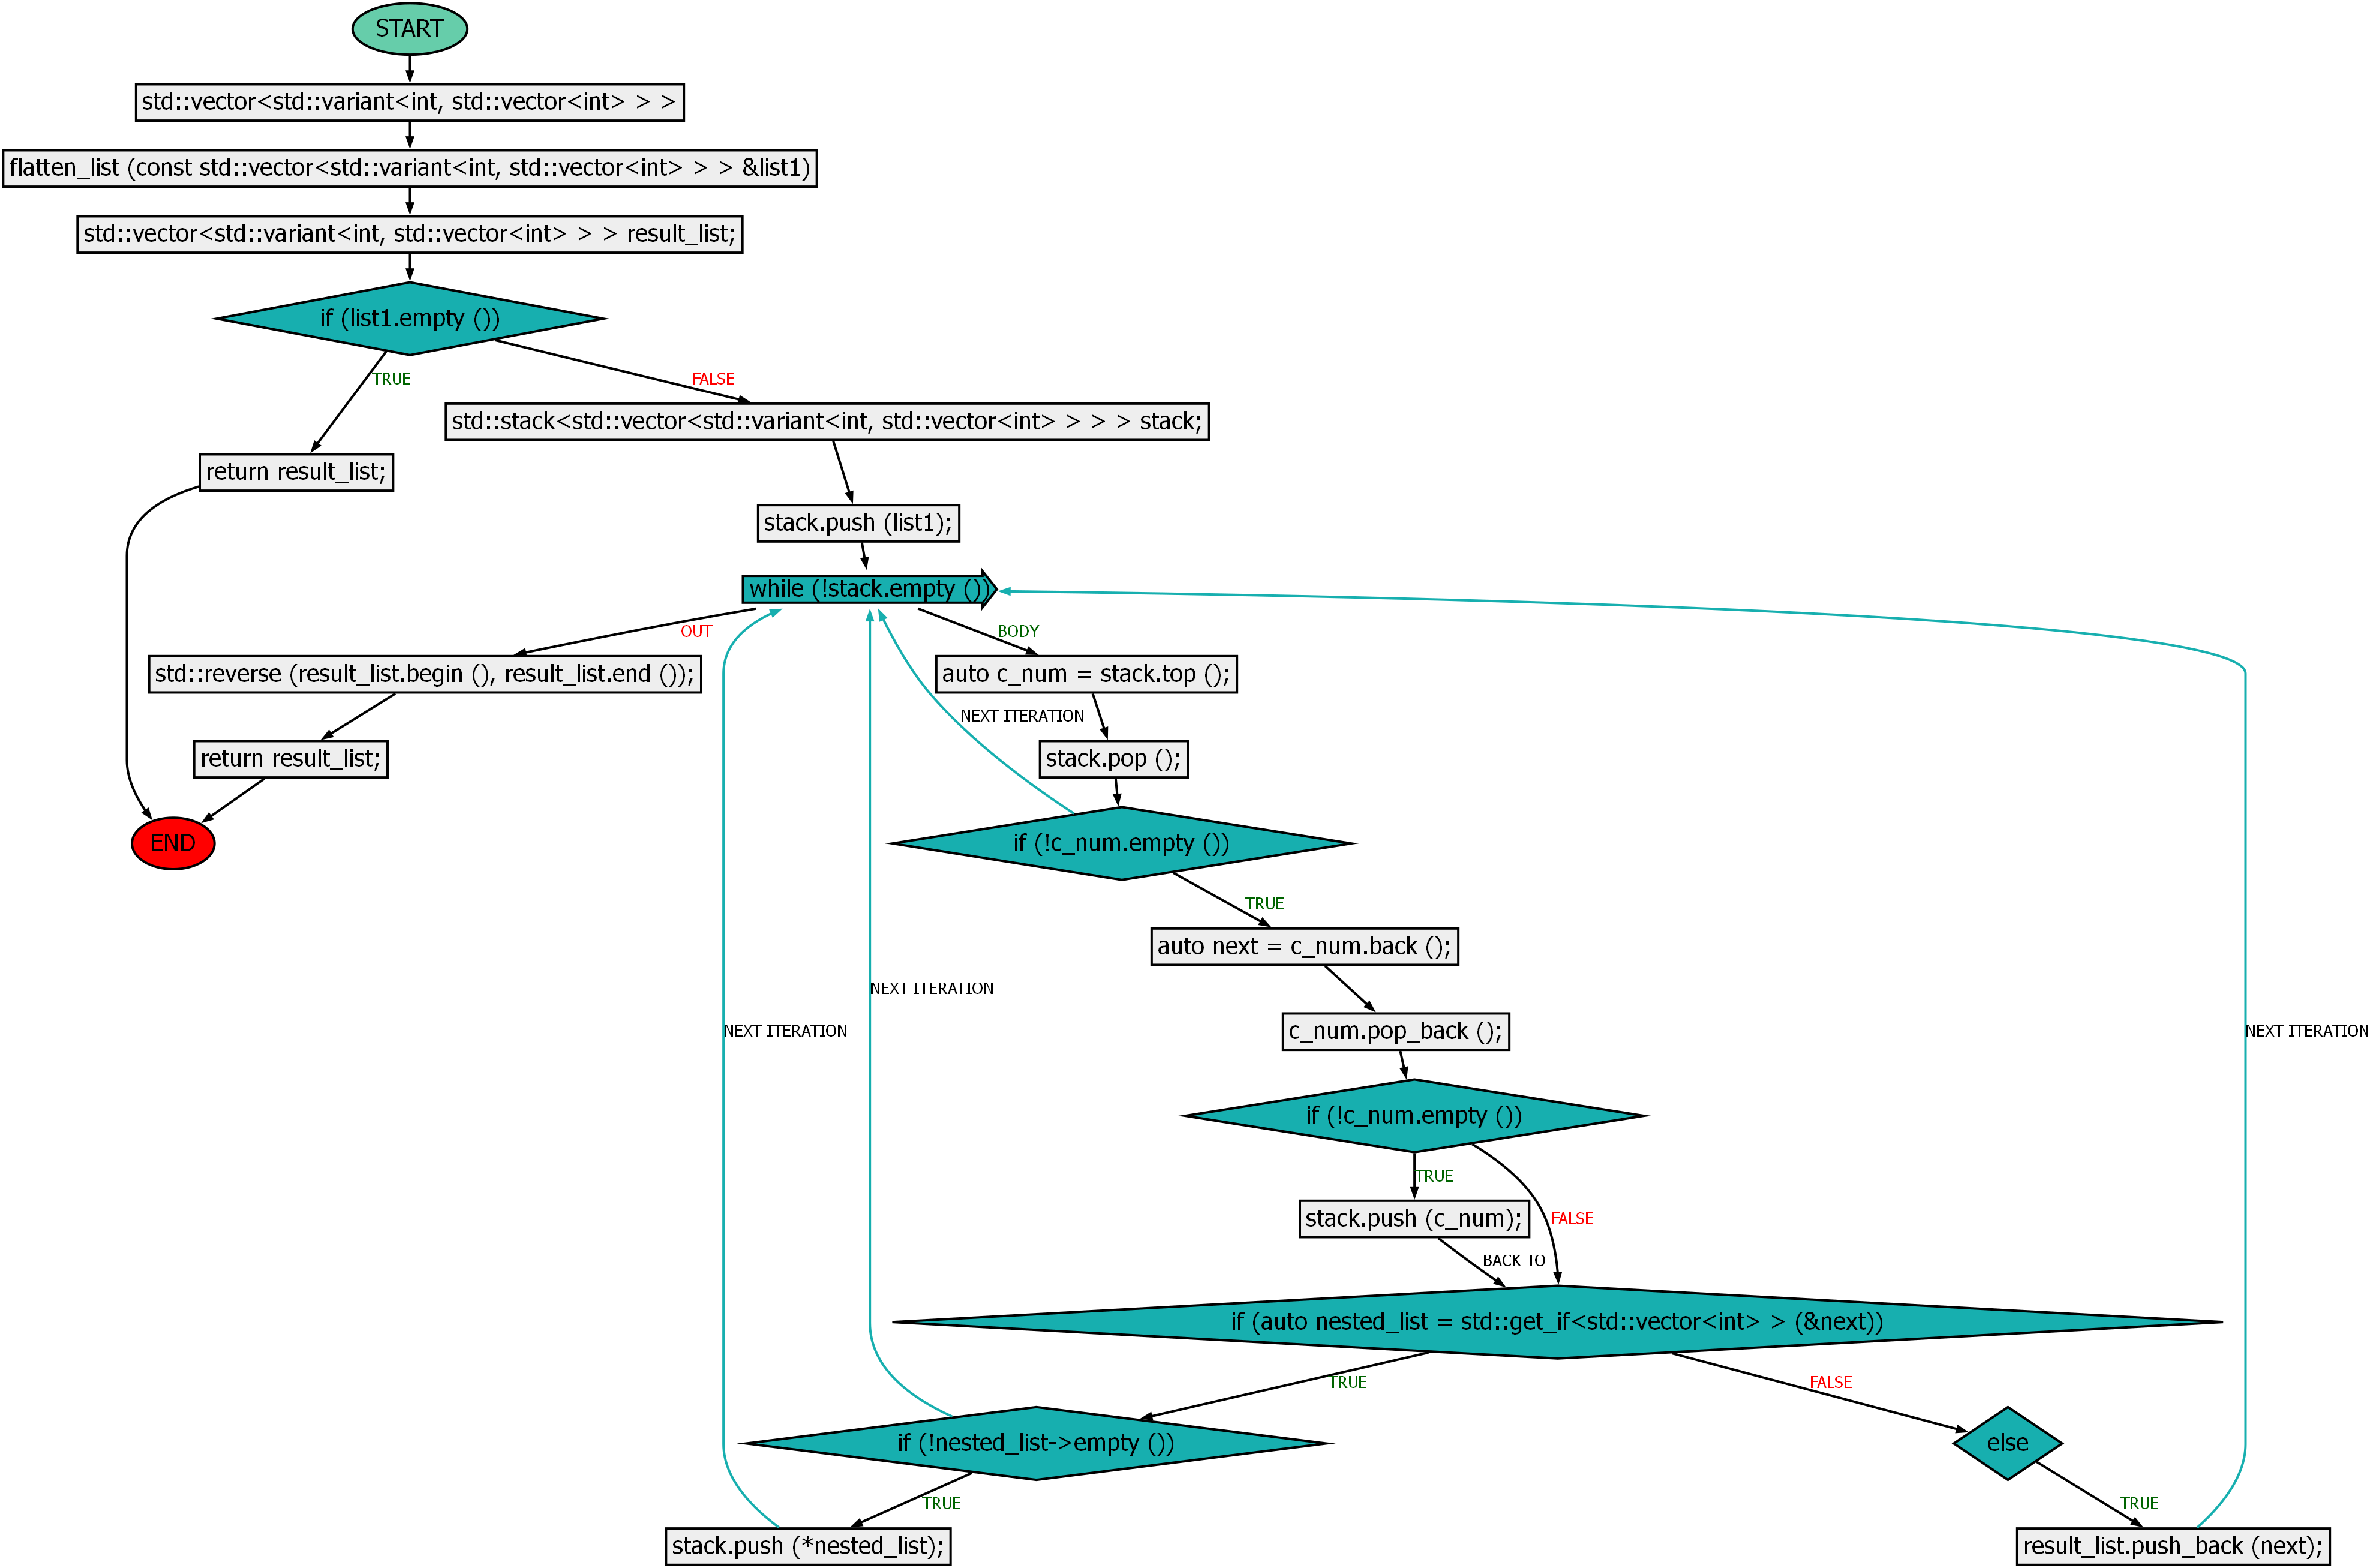 START
std::vector<std::variant<int, std::vector<int> > >
flatten_list (const std::vector<std::variant<int, std::vector<int> > > &list1)
std::vector<std::variant<int, std::vector<int> > > result_list;
if (list1.empty ())
TRUE
FALSE
std::stack<std::vector<std::variant<int, std::vector<int> > > > stack;
return result_list;
stack.push (list1);
while (!stack.empty ())
OUT
BODY
std::reverse (result_list.begin (), result_list.end ());
auto c_num = stack.top ();
NEXT ITERATION
return result_list;
stack.pop ();
END
if (!c_num.empty ())
TRUE
auto next = c_num.back ();
NEXT ITERATION
NEXT ITERATION
c_num.pop_back ();
NEXT ITERATION
if (!c_num.empty ())
TRUE
stack.push (c_num);
FALSE
BACK TO
if (auto nested_list = std::get_if<std::vector<int> > (&next))
TRUE
FALSE
if (!nested_list->empty ())
else
TRUE
TRUE
stack.push (*nested_list);
result_list.push_back (next);